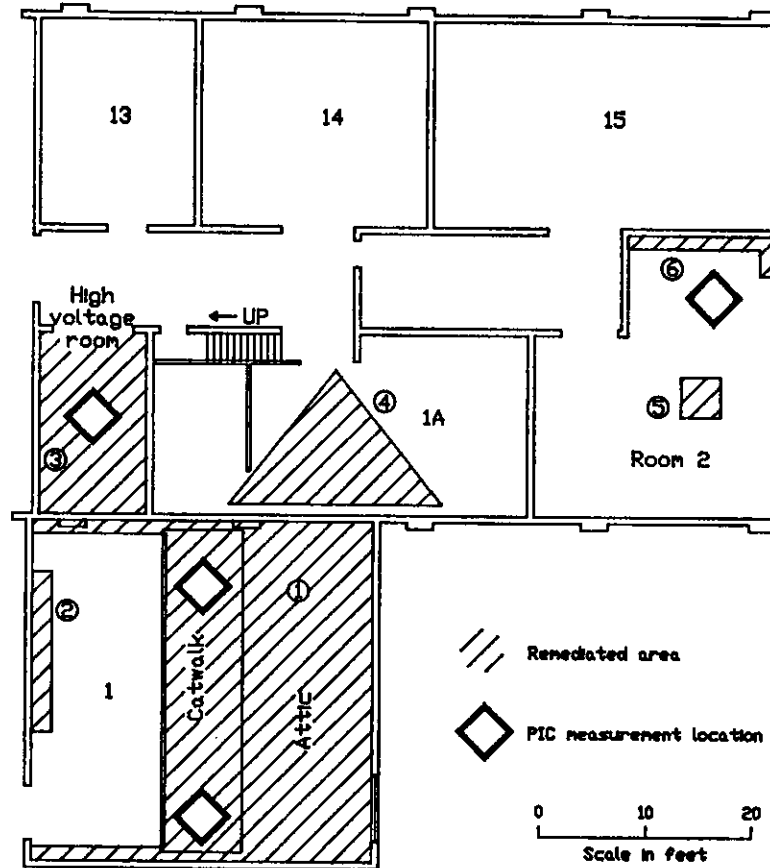 13
14
15
⑥
High
voltage
room
← UP
④
1A
⑤
③
Room 2
①
②
1
Catwalk
Attic
Remediated area
PIC measurement location
0 10 20
Scale in feet